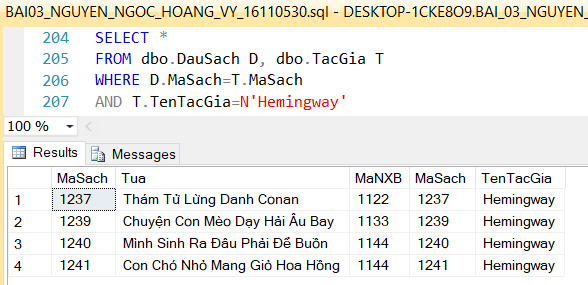 BAI03_NGUYEN_NGOC_HOANG_VY_16110530.sql - DESKTOP-1CKE8O9.BAI_03_NGUYEN_
204 SELECT *
205 FROM dbo.DauSach D, dbo.TacGia T
206 WHERE D.MaSach=T.MaSach
207 AND T.TenTacGia=N'Hemingway'
100 %
Results Messages
MaSach Tua MaNXB MaSach TenTacGia
1 1237 Thám Tử Lừng Danh Conan 1122 1237 Hemingway
2 1239 Chuyện Con Mèo Dạy Hải Âu Bay 1133 1239 Hemingway
3 1240 Mình Sinh Ra Đâu Phải Để Buồn 1144 1240 Hemingway
4 1241 Con Chó Nhỏ Mang Giỏ Hoa Hồng 1144 1241 Hemingway